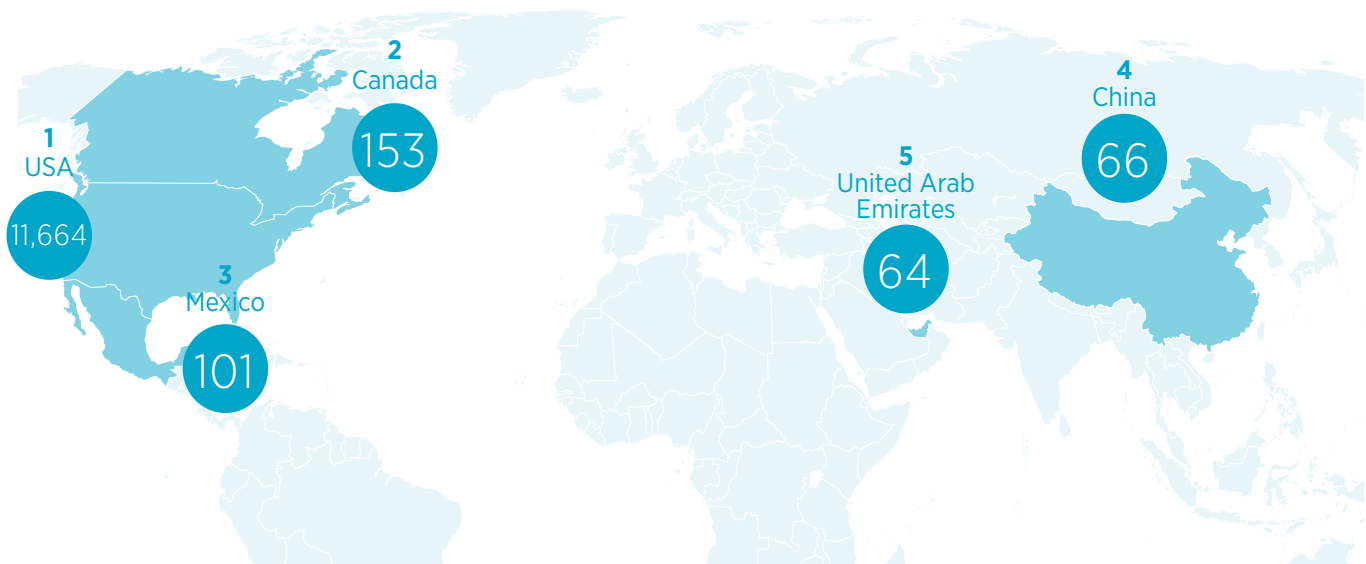 1
USA
11,664
2
Canada
153
3
Mexico
101
4
China
66
5
United Arab
Emirates
64